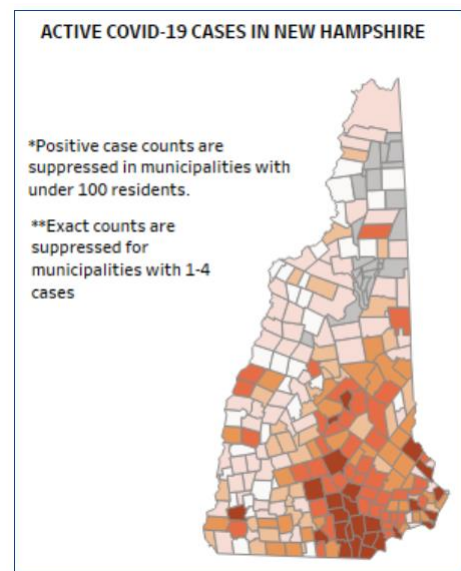 ACTIVE COVID-19 CASES IN NEW HAMPSHIRE
*Positive case counts are
suppressed in municipalities with
under 100 residents.
**Exact counts are
suppressed for
municipalities with 1-4
cases